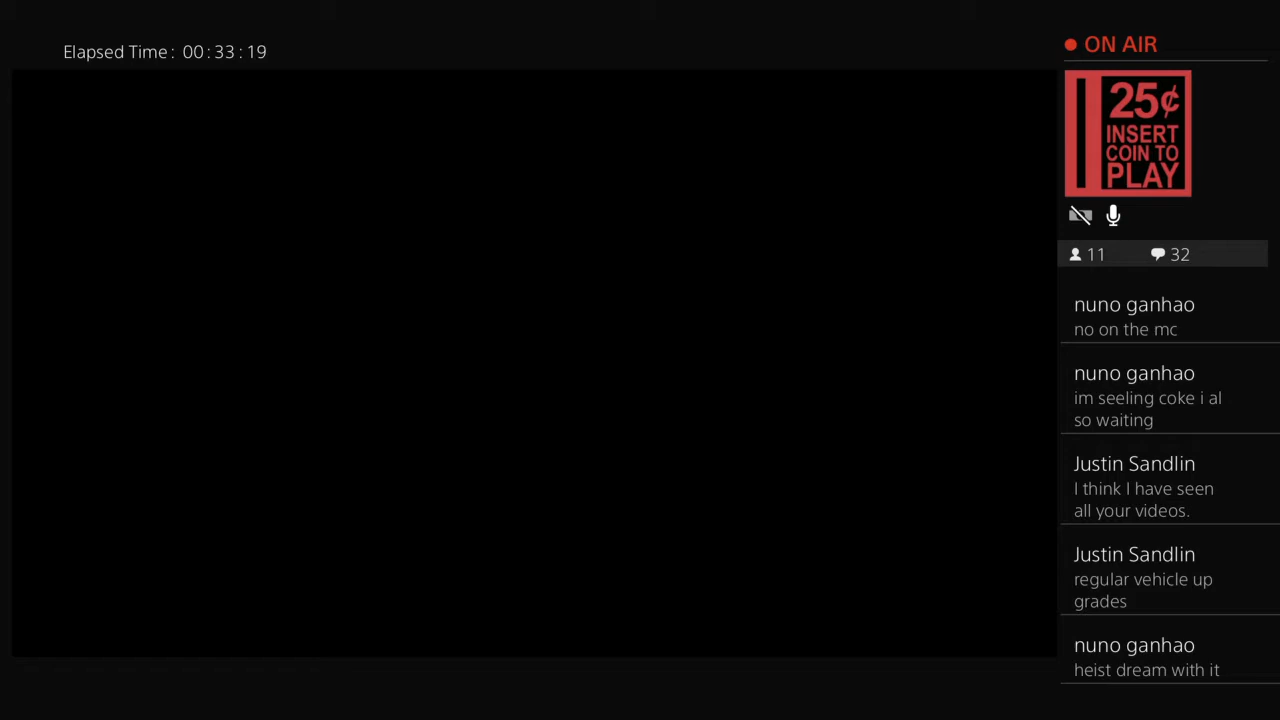 Elapsed Time: 00:33:19
ON AIR
25¢
INSERT
COIN TO
PLAY
11 32
nuno ganhao
no on the mc
nuno ganhao
im seeling coke i al
so waiting
Justin Sandlin
I think I have seen
all your videos.
Justin Sandlin
regular vehicle up
grades
nuno ganhao
heist dream with it